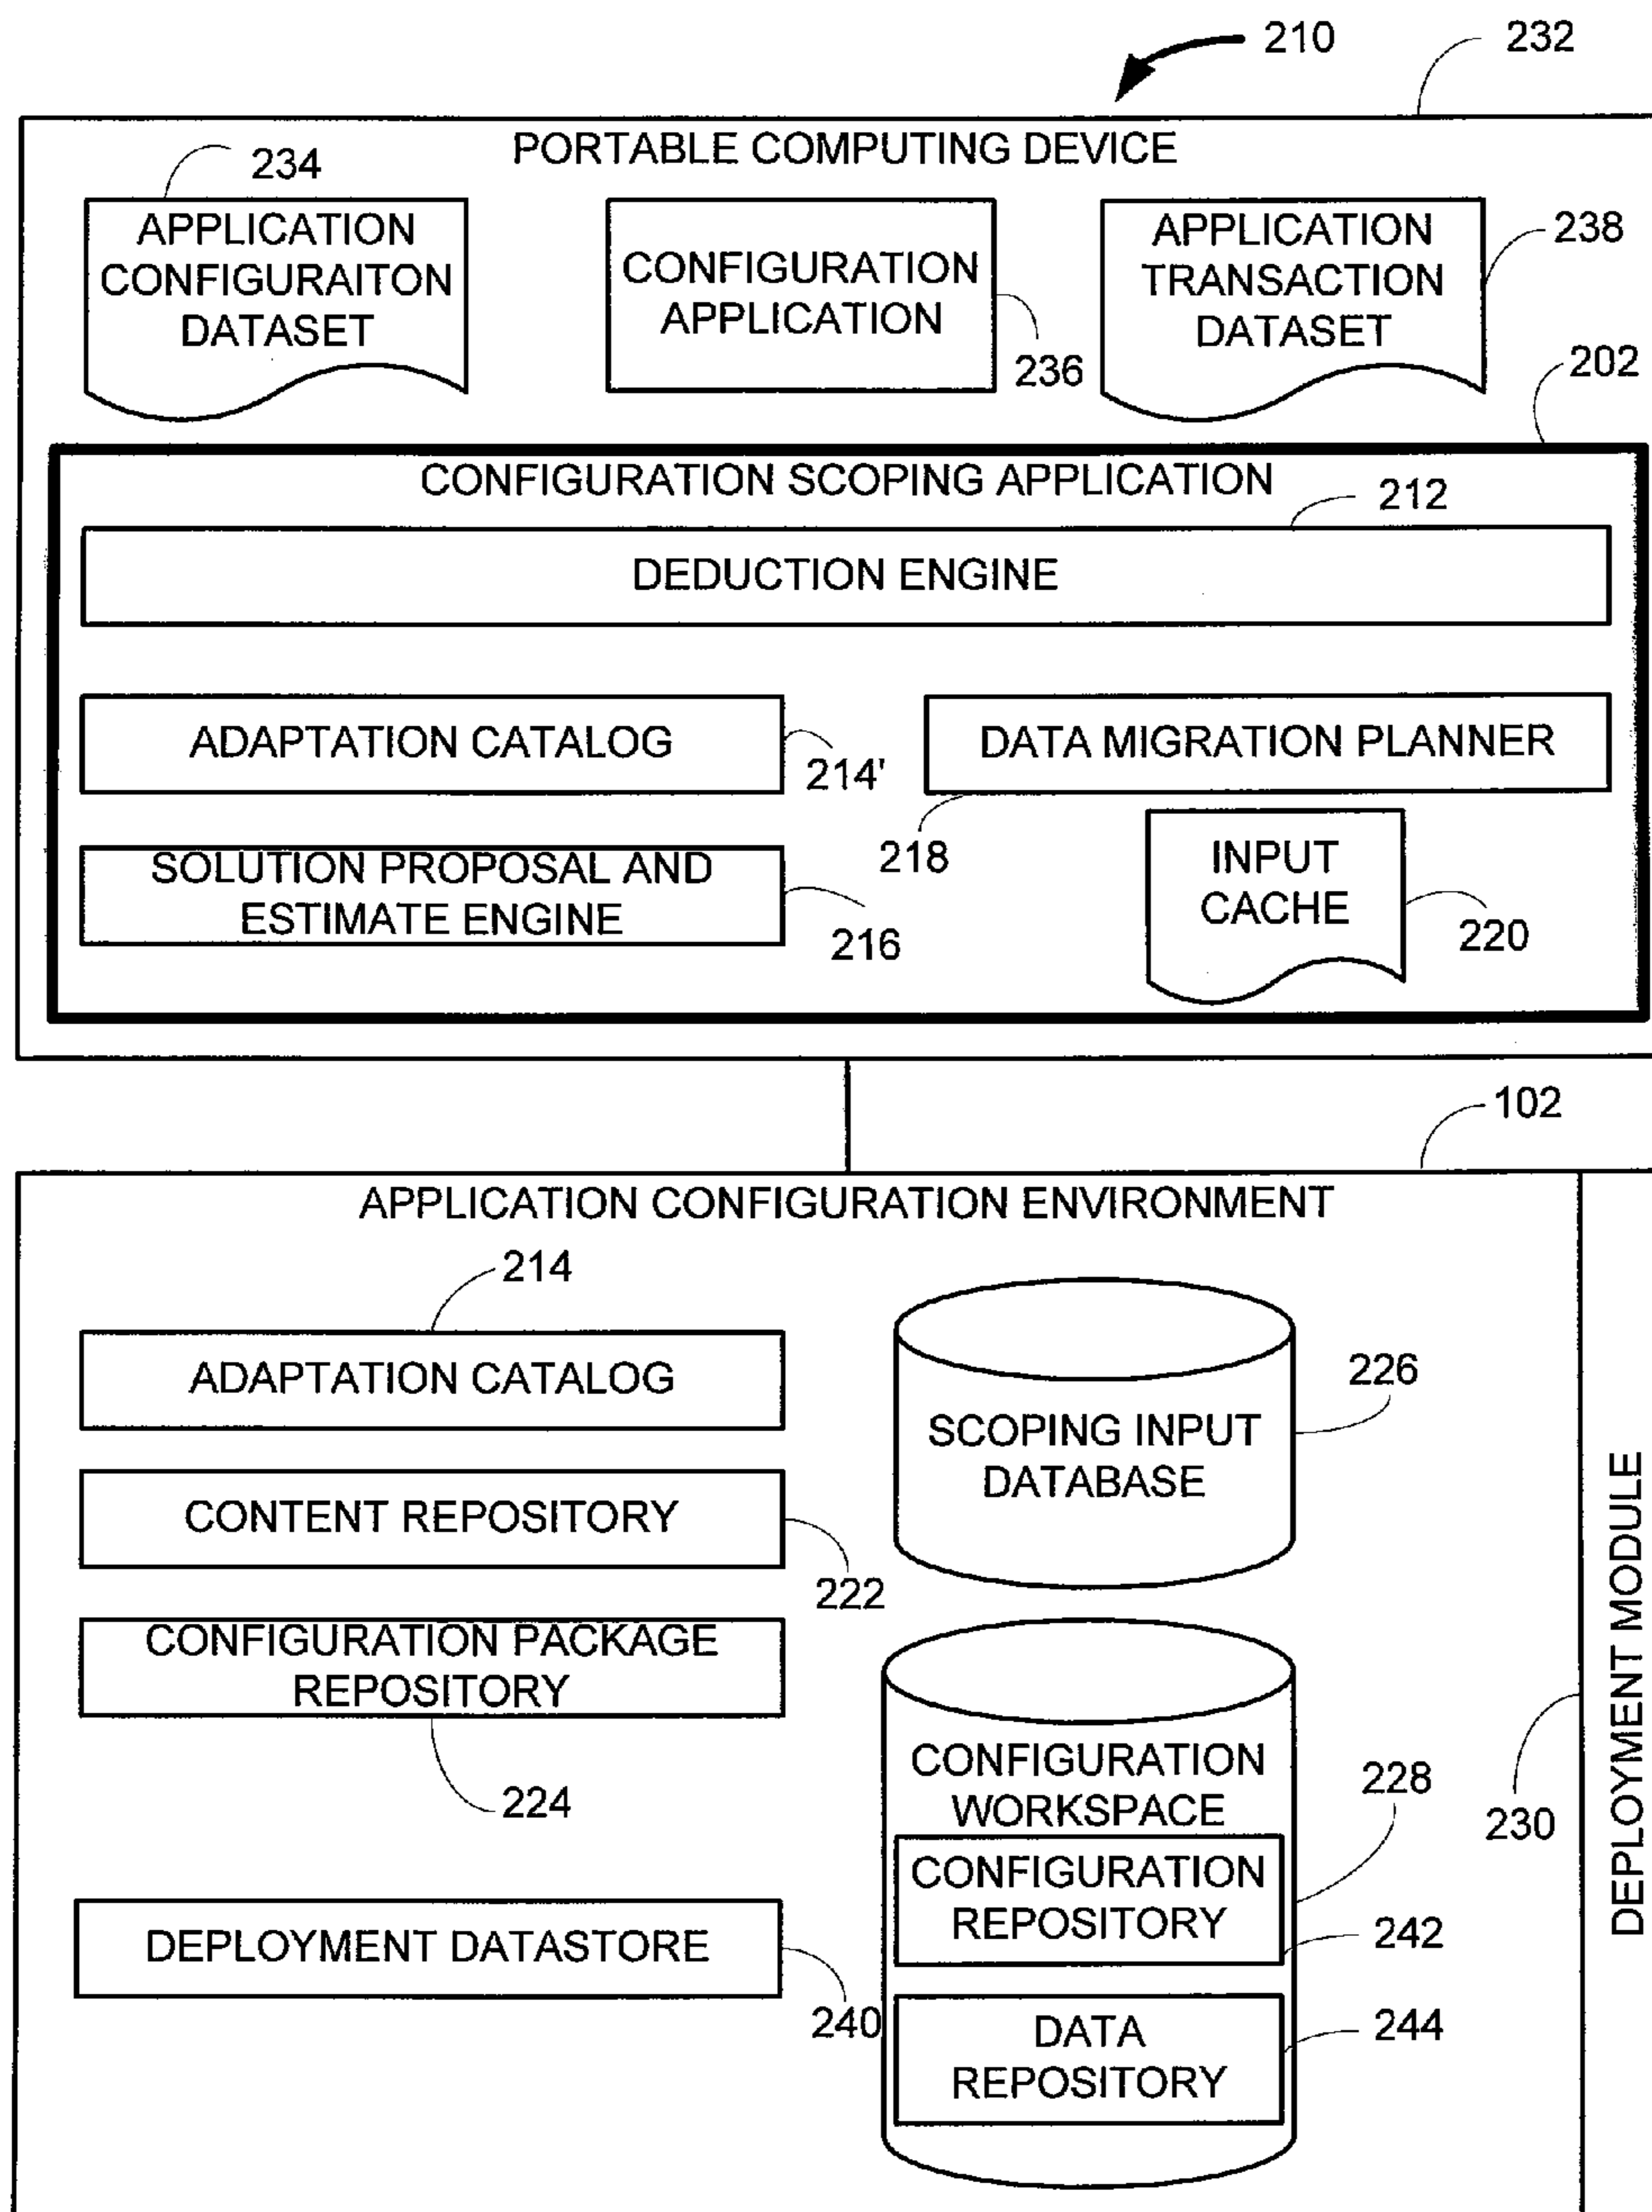 210
232
PORTABLE COMPUTING DEVICE
234
APPLICATION
CONFIGURAITON
DATASET
CONFIGURATION
APPLICATION
236
APPLICATION
TRANSACTION
DATASET
238
202
CONFIGURATION SCOPING APPLICATION
212
DEDUCTION ENGINE
ADAPTATION CATALOG
214'
DATA MIGRATION PLANNER
218
SOLUTION PROPOSAL AND
ESTIMATE ENGINE
216
INPUT
CACHE
220
102
APPLICATION CONFIGURATION ENVIRONMENT
214
ADAPTATION CATALOG
SCOPING INPUT
DATABASE
226
CONTENT REPOSITORY
222
CONFIGURATION PACKAGE
REPOSITORY
224
CONFIGURATION
WORKSPACE
228
CONFIGURATION
REPOSITORY
242
DEPLOYMENT DATASTORE
240
DATA
REPOSITORY
244
230
DEPLOYMENT MODULE